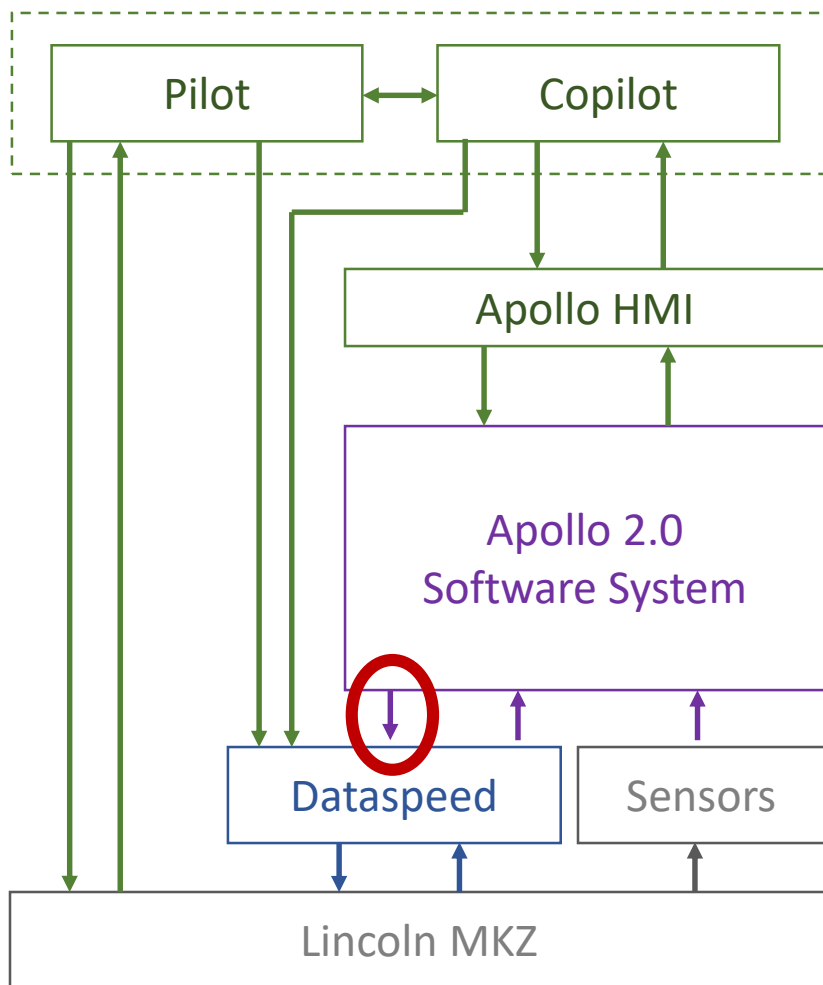 Pilot
Copilot
Apollo HMI
Apollo 2.0
Software System
Dataspeed
Sensors
Lincoln MKZ